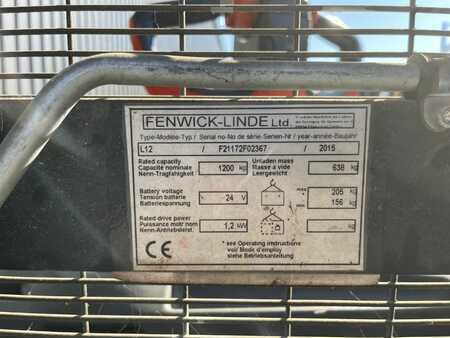 FENWICK-LINDE Ltd.
Type-Modèle-Typ / Serial no-No de série-Serien-Nr / year-année-Baujahr
L12 / F21172F02367 / 2015
Rated capacity
Capacité nominale
Nenn-Tragfähigkeit
1200 kg
Unladen mass
Masse à vide
Leergewicht
638 kg
Battery voltage
Tension batterie
Batteriespannung
24 V
205 kg
156 kg
Rated drive power
Puissance motr nom
Nenn-Antriebsleist.
1,2 kW
CE
* see Operating instructions
voir Mode d'emploi
siehe Betriebsanleitung